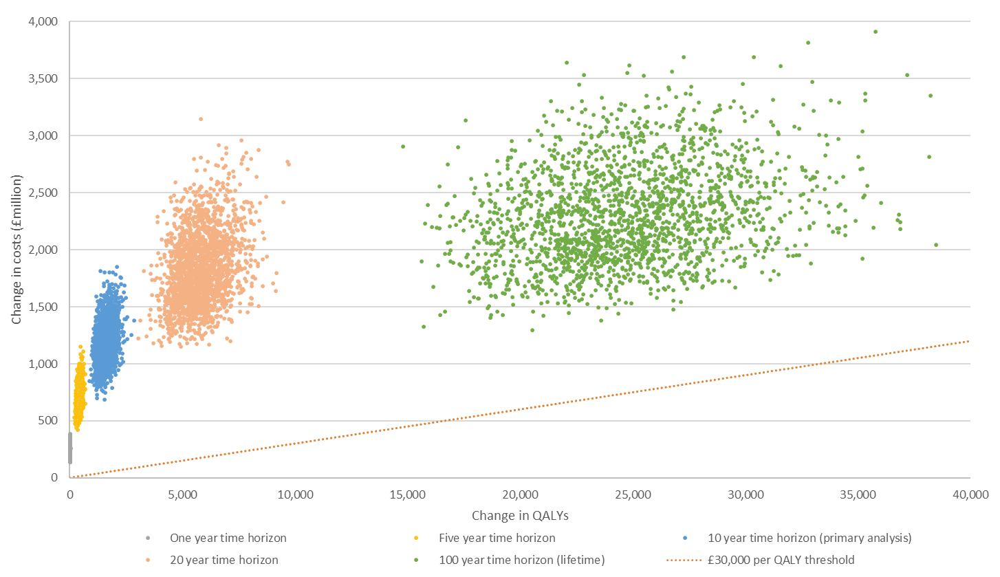 4,000
3,500
3,000
2,500
2,000
1,500
1,000
500
0
Change in costs (£million)
0 5,000 10,000 15,000 20,000 25,000 30,000 35,000 40,000
Change in QALYs
One year time horizon Five year time horizon 10 year time horizon (primary analysis)
20 year time horizon 100 year time horizon (lifetime) £30,000 per QALY threshold